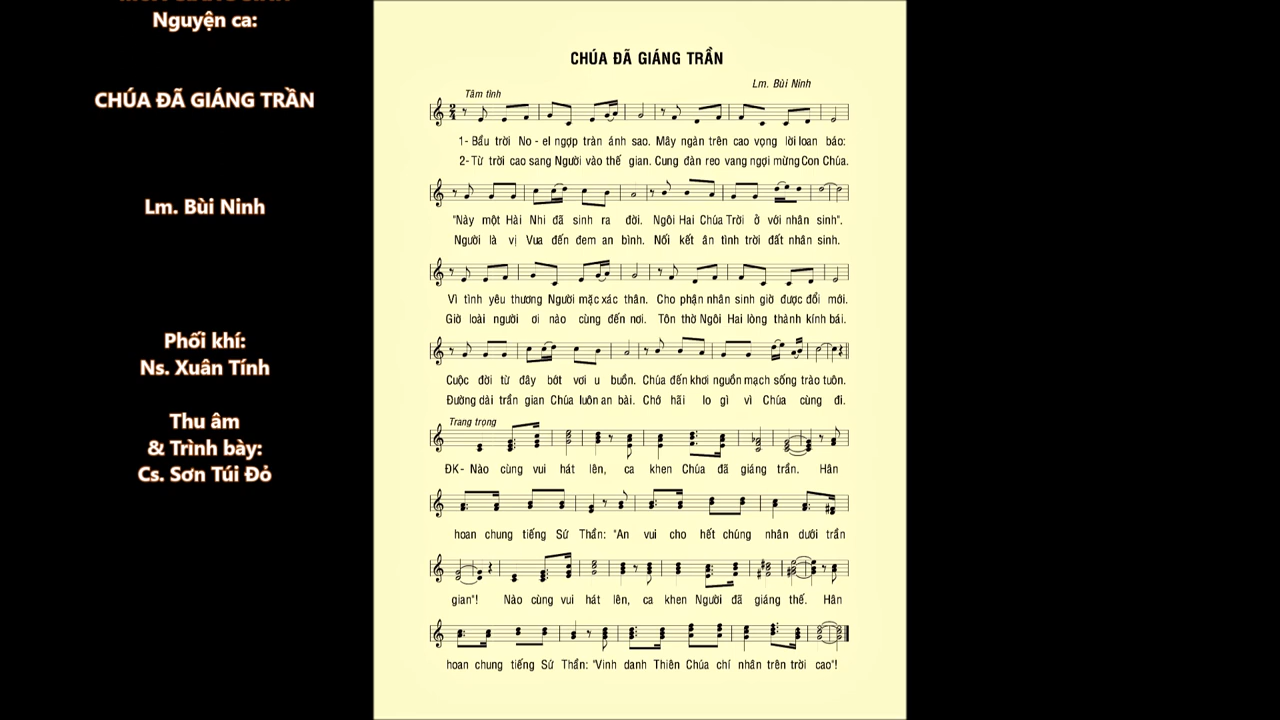 Nguyện ca:
CHÚA ĐÃ GIÁNG TRẦN
Lm. Bùi Ninh
Phối khí:
Ns. Xuân Tính
Thu âm
& Trình bày:
Cs. Sơn Túi Đỏ
CHÚA ĐÃ GIÁNG TRẦN
Lm. Bùi Ninh
Tâm tình
1- Bầu trời No - el ngợp tràn ánh sao. Mây ngàn trên cao vọng lời loan báo:
2- Từ trời cao sang Người vào thế gian. Cung đàn reo vang ngợi mừng Con Chúa.
"Này một Hài Nhi đã sinh ra đời. Ngôi Hai Chúa Trời ở với nhân sinh".
Người là vị Vua đến đem an bình. Nối kết ân tình trời đất nhân sinh.
Vì tình yêu thương Người mặc xác thân. Cho phận nhân sinh giờ được đổi mới.
Giờ loài người ơi nào cùng đến nơi. Tôn thờ Ngôi Hai lòng thành kính bái.
Cuộc đời từ đây bớt vơi u buồn. Chúa đến khơi nguồn mạch sống trào tuôn.
Đường dài trần gian Chúa luôn an bài. Chớ hãi lo gì vì Chúa cùng đi.
Trang trọng
ĐK- Nào cùng vui hát lên, ca khen Chúa đã giáng trần. Hân
hoan chung tiếng Sứ Thần: "An vui cho hết chúng nhân dưới trần
gian"! Nào cùng vui hát lên, ca khen Người đã giáng thế. Hân
hoan chung tiếng Sứ Thần: "Vinh danh Thiên Chúa chí nhân trên trời cao"!